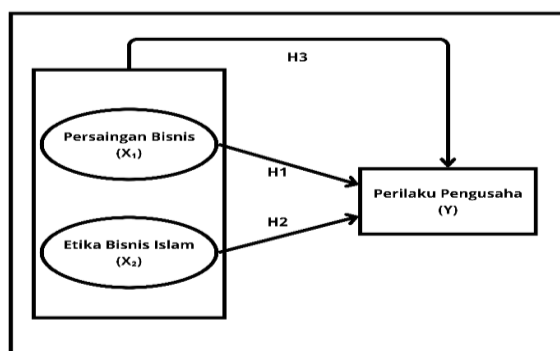 H3
Persaingan Bisnis
(X₁)
H1
Perilaku Pengusaha
(Y)
H2
Etika Bisnis Islam
(X₂)